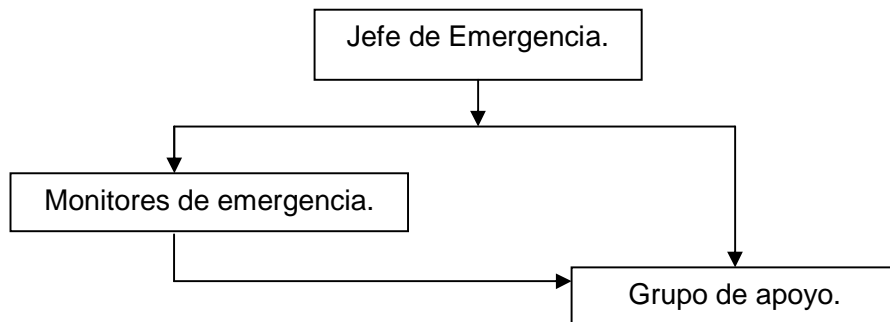 Jefe de Emergencia.
Monitores de emergencia.
Grupo de apoyo.